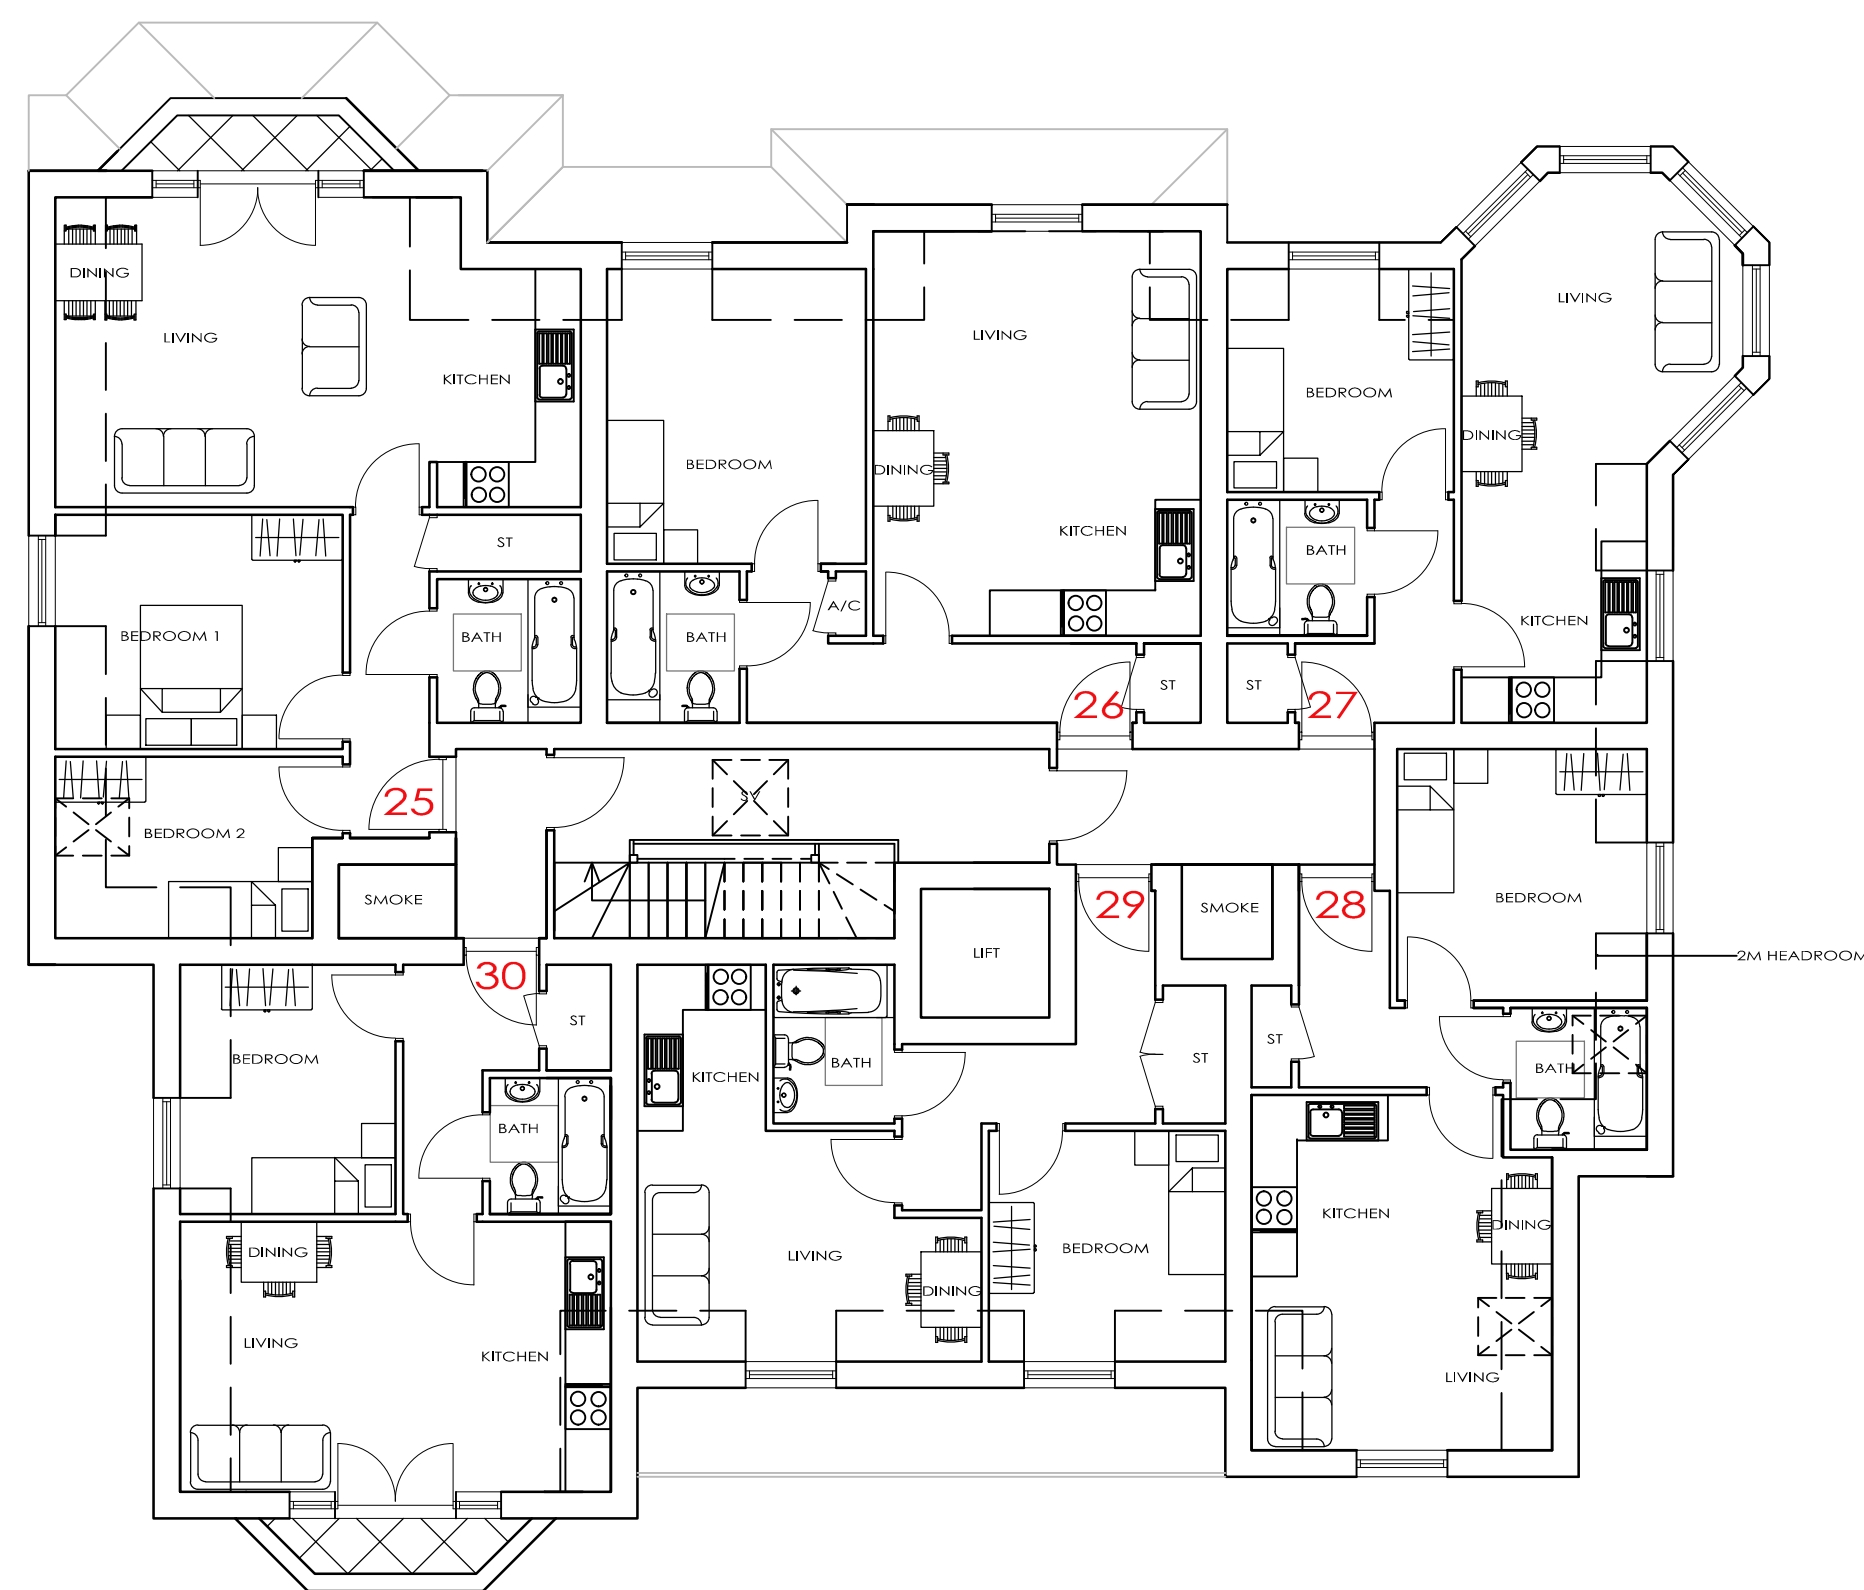 DINING
LIVING
KITCHEN
BEDROOM
LIVING
DINING
KITCHEN
BEDROOM
LIVING
DINING
ST
BATH
BEDROOM 1
BATH
BATH
A/C
KITCHEN
ST
ST
26
27
25
BEDROOM 2
SV
SMOKE
29
SMOKE
28
BEDROOM
LIFT
2M HEADROOM
30
ST
BEDROOM
KITCHEN
BATH
ST
ST
BATH
BATH
KITCHEN
DINING
DINING
LIVING
BEDROOM
DINING
LIVING
KITCHEN
LIVING